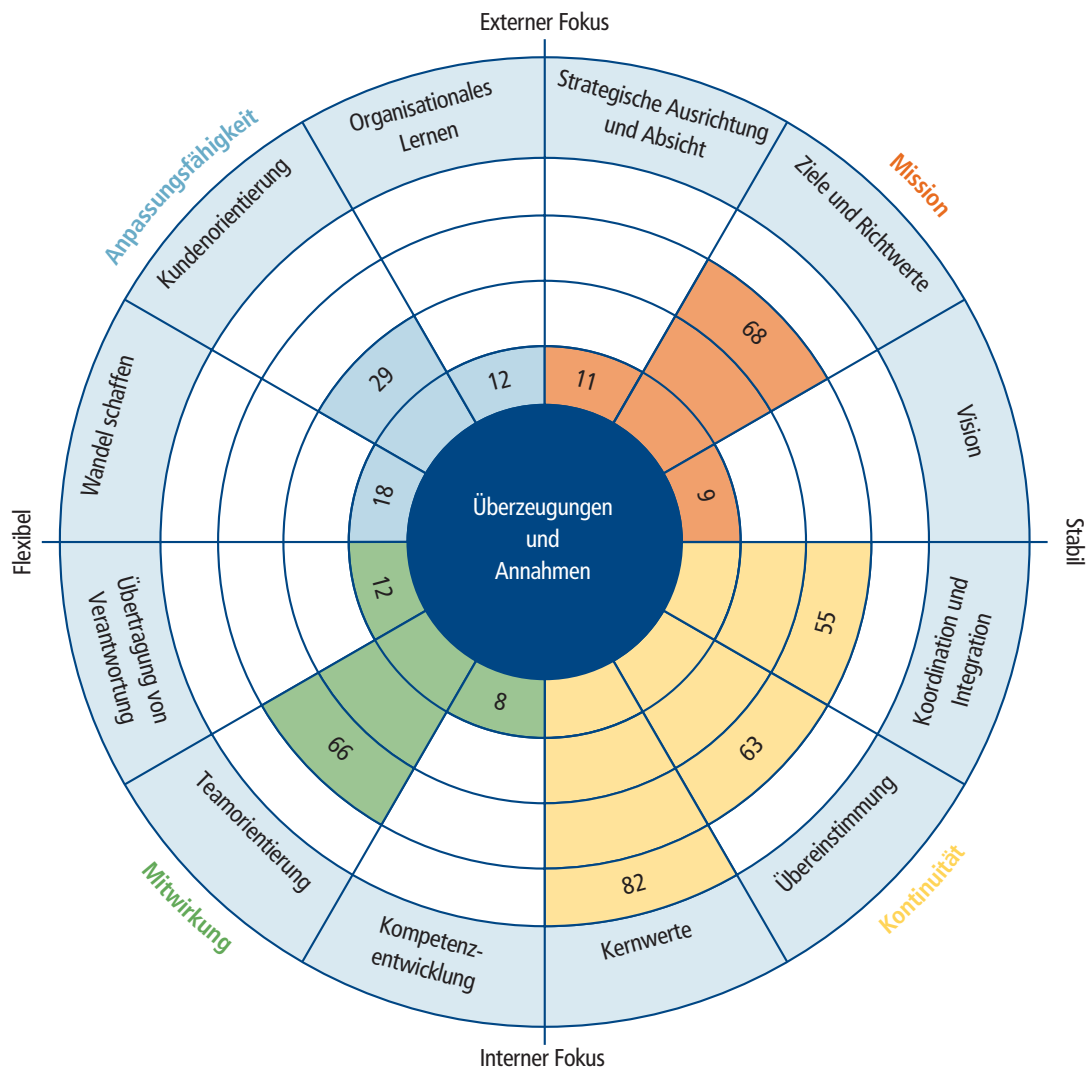 Externer Fokus
Organisationales
Lernen
Strategische Ausrichtung
und Absicht
Anpassungsfähigkeit
Mission
Kundenorientierung
Ziele und Richtwerte
Wandel schaffen
Vision
68
29
12
11
18
9
Überzeugungen
und
Annahmen
Flexibel
Stabil
12
55
8
63
66
82
Übertragung von
Verantwortung
Koordination und
Integration
Teamorientierung
Übereinstimmung
Kompetenz-
entwicklung
Kernwerte
Mitwirkung
Kontinuität
Interner Fokus